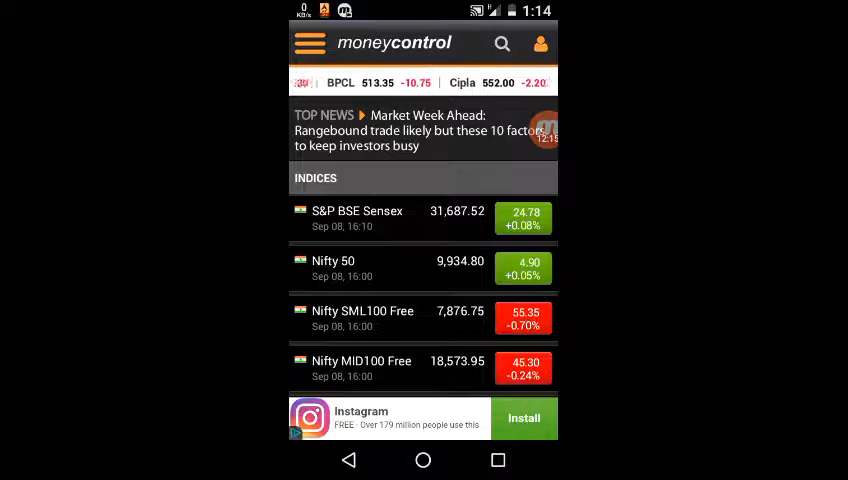 0
KB/s
1:14
moneycontrol
BPCL 513.35 -10.75 Cipla 552.00 -2.20
TOP NEWS Market Week Ahead:
Rangebound trade likely but these 10 factors
to keep investors busy
12:15
INDICES
S&P BSE Sensex 31,687.52 24.78
Sep 08, 16:10 +0.08%
Nifty 50 9,934.80 4.90
Sep 08, 16:00 +0.05%
Nifty SML100 Free 7,876.75 55.35
Sep 08, 16:00 -0.70%
Nifty MID100 Free 18,573.95 45.30
Sep 08, 16:00 -0.24%
Instagram
FREE · Over 179 million people use this
Install